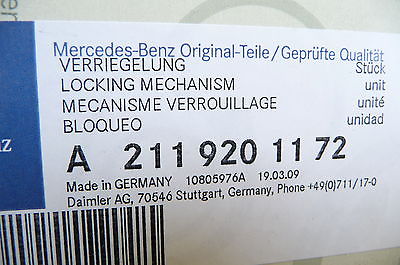 Mercedes-Benz Original-Teile/Geprüfte Qualität
VERRIEGELUNG Stück
LOCKING MECHANISM unit
MECANISME VERROUILLAGE unité
BLOQUEO unidad
A 211 920 11 72
Made in GERMANY 10805976A 19.03.09
Daimler AG, 70546 Stuttgart, Germany, Phone +49(0)711/17-0